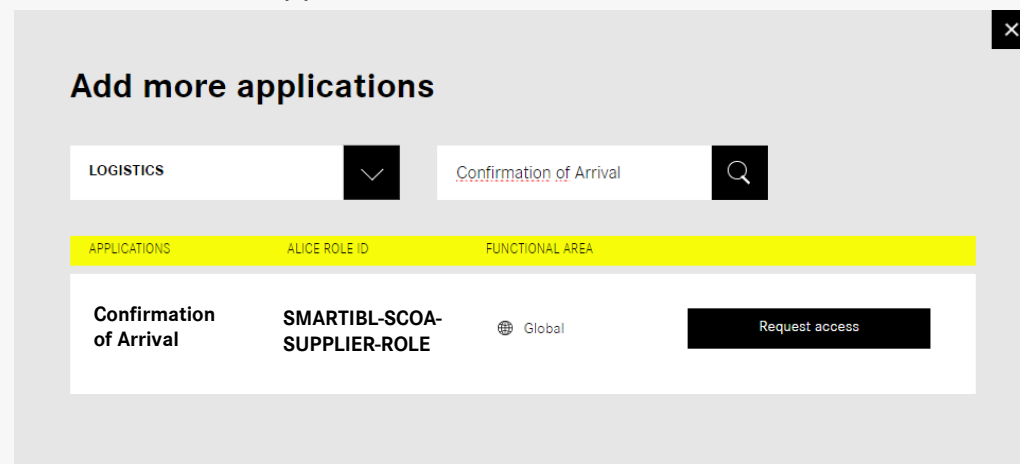 Add more applications
LOGISTICS
Confirmation of Arrival
APPLICATIONS ALICE ROLE ID FUNCTIONAL AREA
Confirmation
of Arrival
SMARTIBL-SCOA-
SUPPLIER-ROLE
Global
Request access